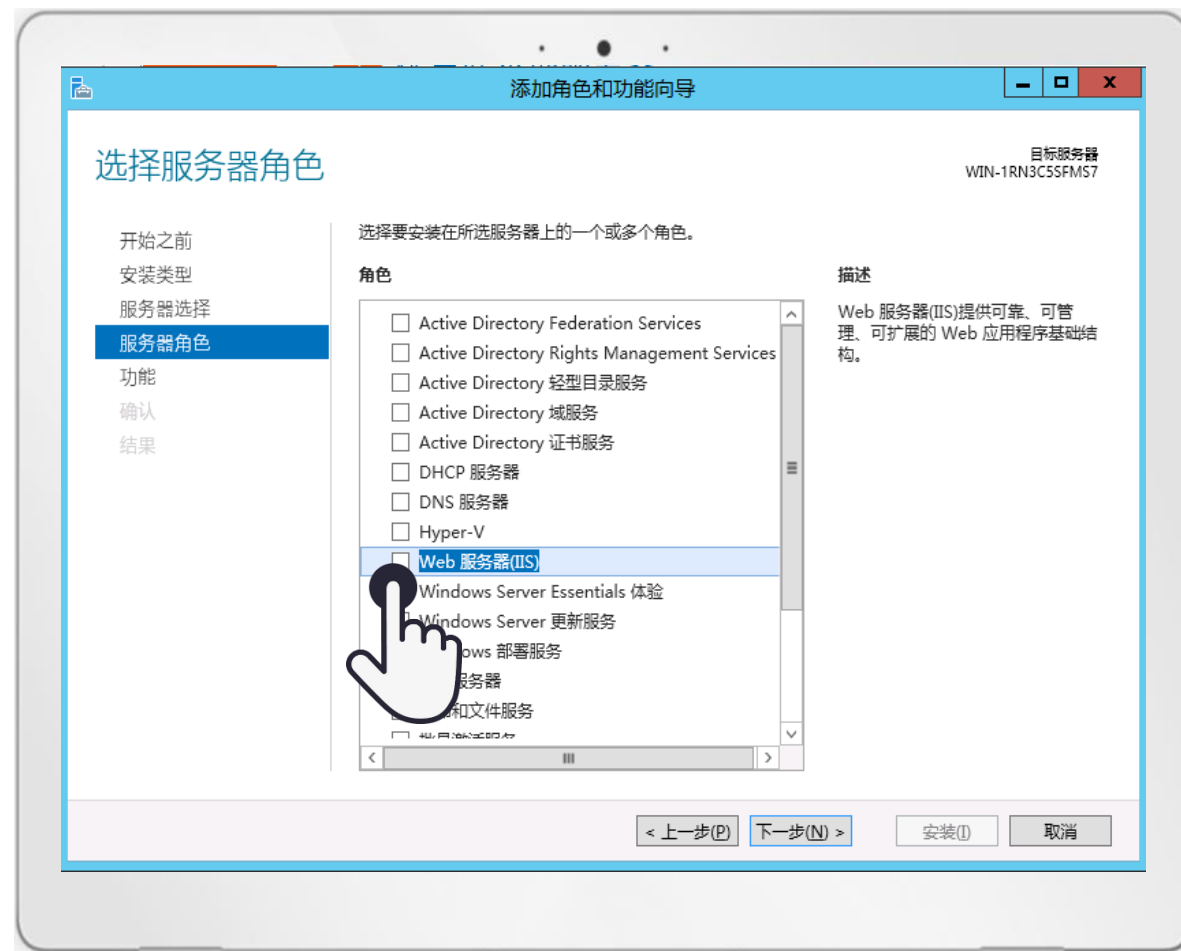 添加角色和功能向导
选择服务器角色
目标服务器
WIN-1RN3C5SFMS7
开始之前
安装类型
服务器选择
服务器角色
功能
确认
结果
选择要安装在所选服务器上的一个或多个角色。
角色
Active Directory Federation Services
Active Directory Rights Management Services
Active Directory 轻型目录服务
Active Directory 域服务
Active Directory 证书服务
DHCP 服务器
DNS 服务器
Hyper-V
Web 服务器(IIS)
Windows Server Essentials 体验
Windows Server 更新服务
ows 部署服务
服务器
和文件服务
描述
Web 服务器(IIS)提供可靠、可管
理、可扩展的 Web 应用程序基础结
构。
< 上一步(P)
下一步(N) >
安装(I)
取消